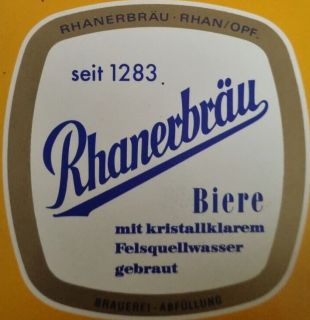 RHANERBRÄU · RHAN/OPF.
seit 1283
Rhanerbräu
Biere
mit kristallklarem
Felsquellwasser
gebraut
BRAUEREI-ABFÜLLUNG